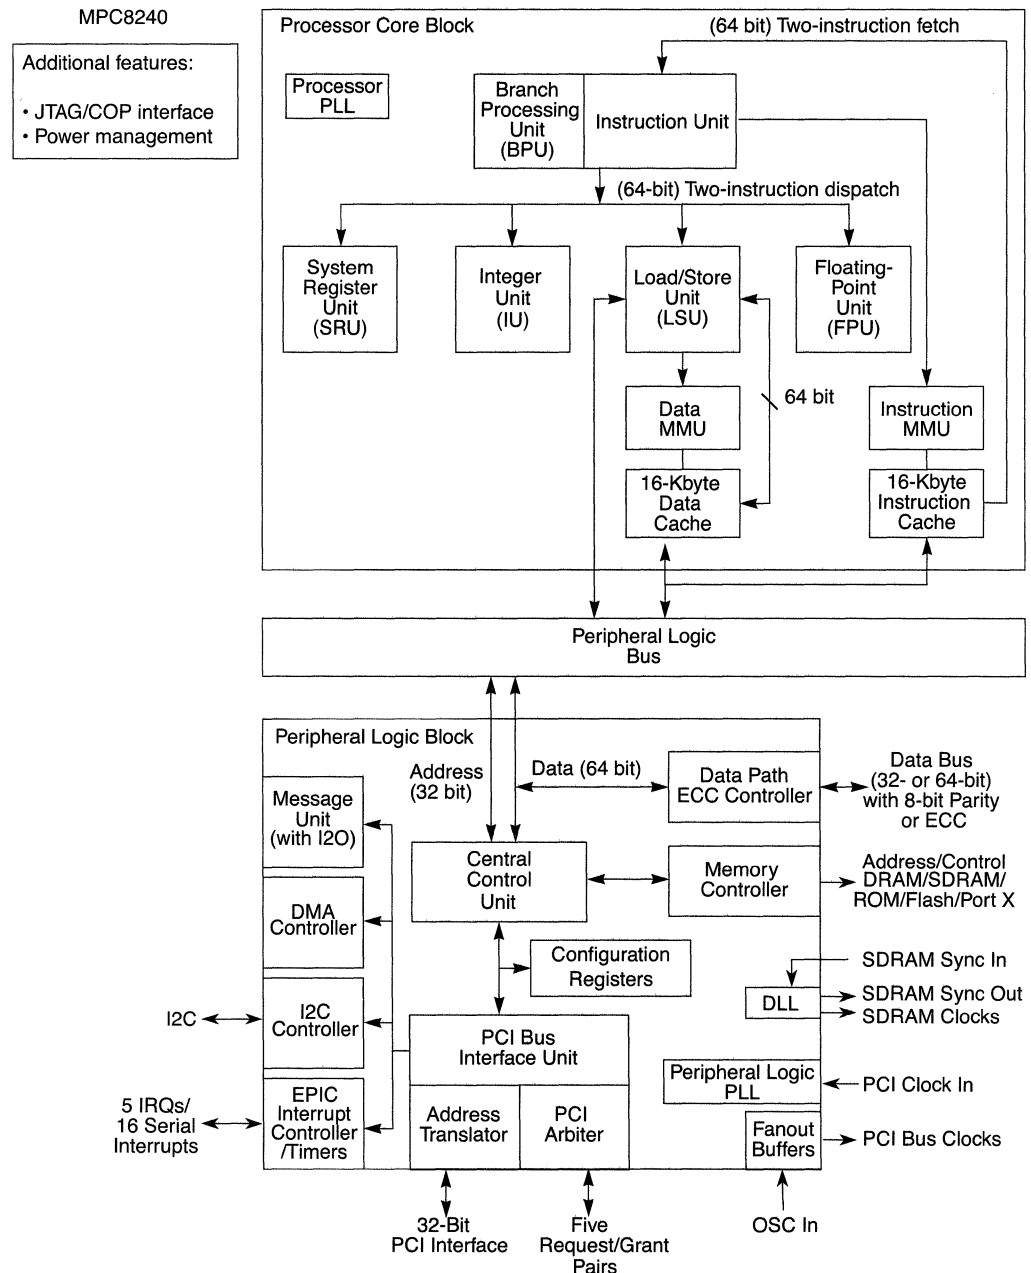 MPC8240
Additional features:
• JTAG/COP interface
• Power management
Processor Core Block
(64 bit) Two-instruction fetch
Processor
PLL
Branch
Processing
Unit
(BPU)
Instruction Unit
(64-bit) Two-instruction dispatch
System
Register
Unit
(SRU)
Integer
Unit
(IU)
Load/Store
Unit
(LSU)
Floating-
Point
Unit
(FPU)
64 bit
Data
MMU
Instruction
MMU
16-Kbyte
Data
Cache
16-Kbyte
Instruction
Cache
Peripheral Logic
Bus
Peripheral Logic Block
Address
(32 bit)
Data (64 bit)
Data Path
ECC Controller
Data Bus
(32- or 64-bit)
with 8-bit Parity
or ECC
Message
Unit
(with I2O)
Central
Control
Unit
Memory
Controller
Address/Control
DRAM/SDRAM/
ROM/Flash/Port X
DMA
Controller
Configuration
Registers
SDRAM Sync In
DLL
SDRAM Sync Out
SDRAM Clocks
I2C
I2C
Controller
PCI Bus
Interface Unit
Peripheral Logic
PLL
PCI Clock In
5 IRQs/
16 Serial
Interrupts
EPIC
Interrupt
Controller
/Timers
Address
Translator
PCI
Arbiter
Fanout
Buffers
PCI Bus Clocks
32-Bit
PCI Interface
Five
Request/Grant
Pairs
OSC In